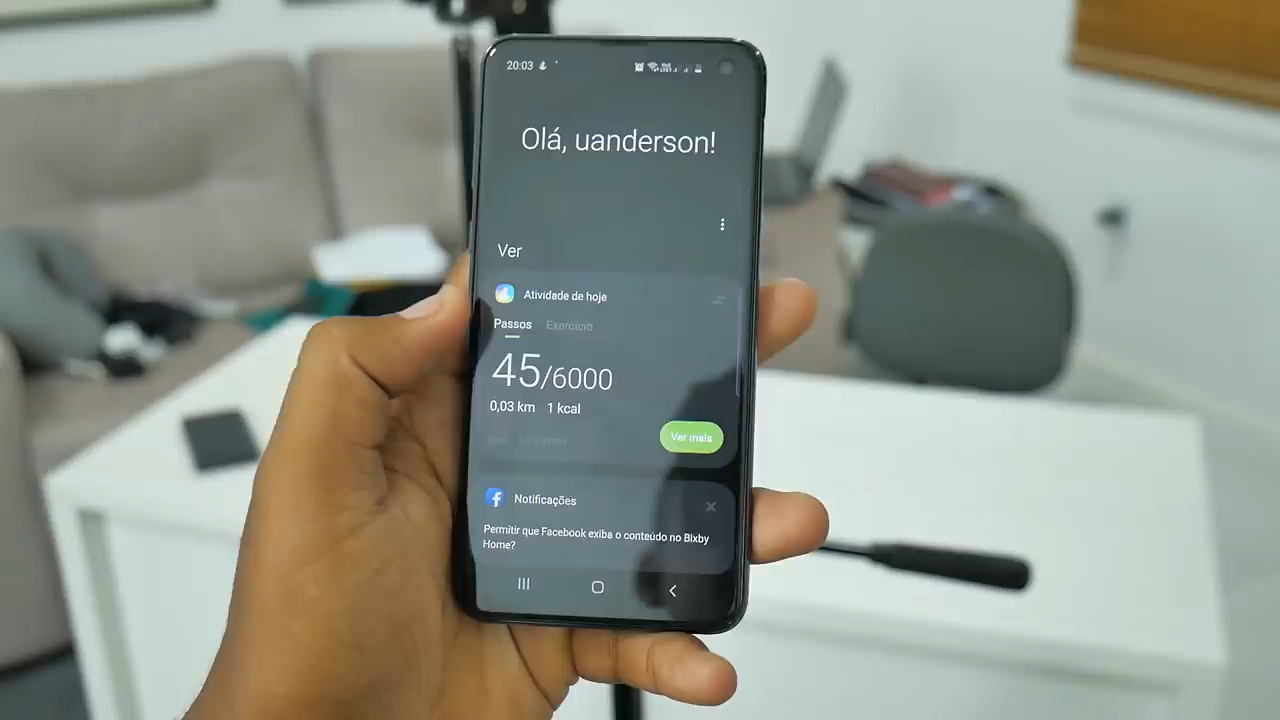 20:03
Olá, uanderson!
Ver
Atividade de hoje
Passos Exercício
45/6000
0,03 km 1 kcal
Ver mais
Notificações
Permitir que Facebook exiba o conteúdo no Bixby
Home?